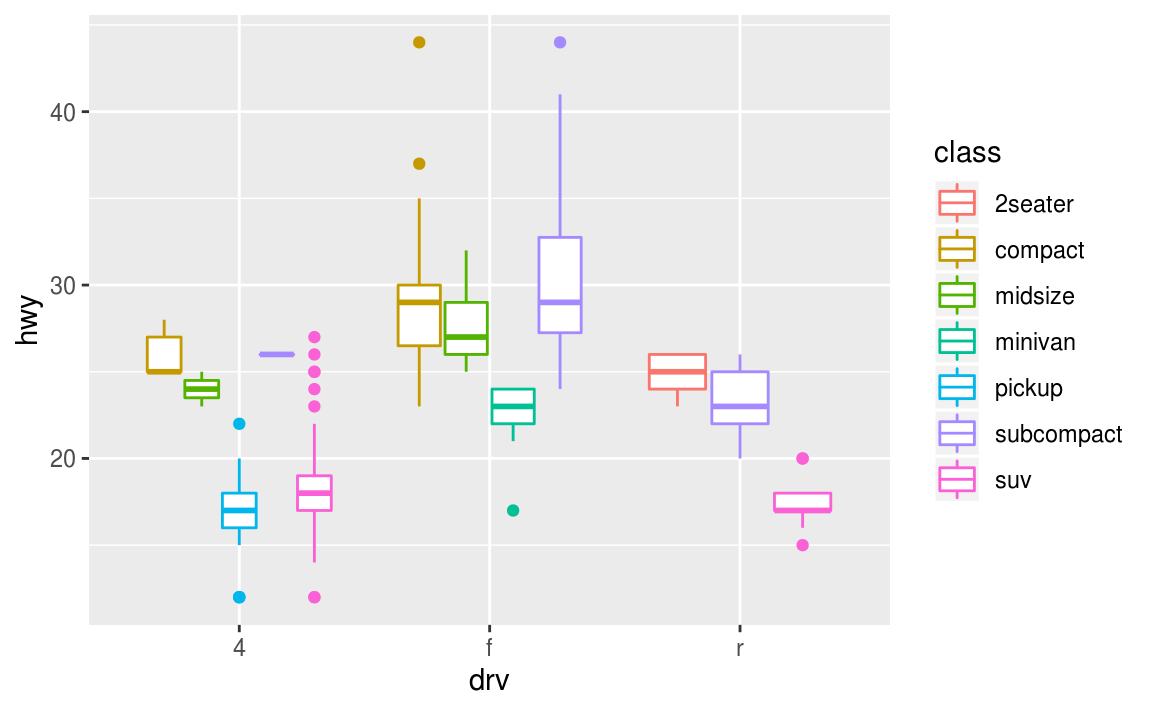 40
30
20
hwy
4
f
r
drv
class
2seater
compact
midsize
minivan
pickup
subcompact
suv